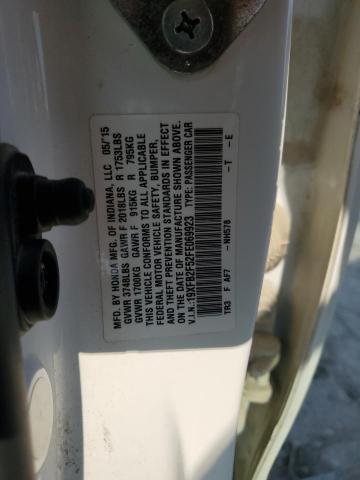 MFD. BY HONDA MFG. OF INDIANA, LLC 05/15
GVWR 3748LBS GAWR F 2018LBS R 1753LBS
GVWR 1700KG GAWR F 915KG R 795KG
THIS VEHICLE CONFORMS TO ALL APPLICABLE
FEDERAL MOTOR VEHICLE SAFETY, BUMPER,
AND THEFT PREVENTION STANDARDS IN EFFECT
ON THE DATE OF MANUFACTURE SHOWN ABOVE.
V.I.N.: 19XFB2F52FE069923 TYPE: PASSENGER CAR
TR3 F AF7 -NH578 -T -E